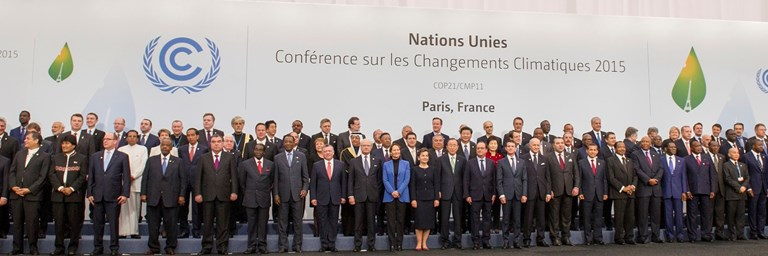 2015
Nations Unies
Conférence sur les Changements Climatiques 2015
COP21/CMP11
Paris, France